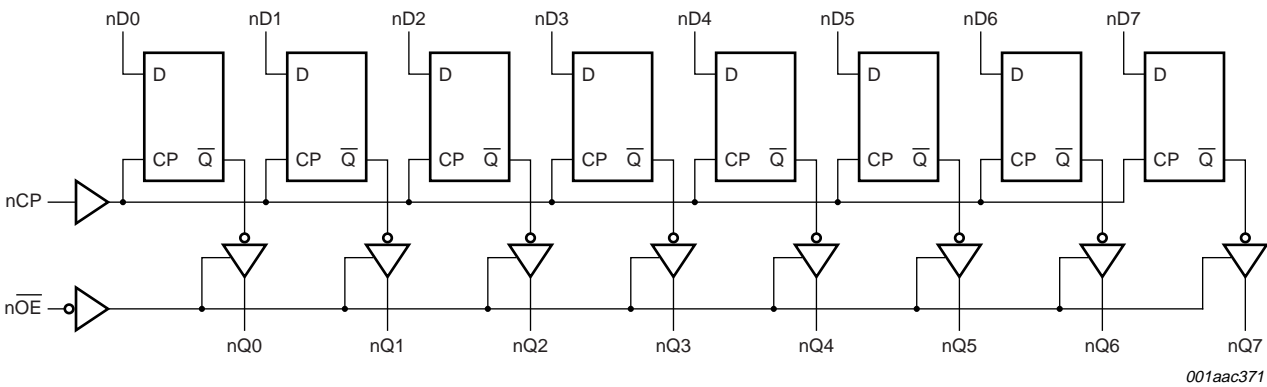 nD0 nD1 nD2 nD3 nD4 nD5 nD6 nD7
D D D D D D D D
CP Q̅ CP Q̅ CP Q̅ CP Q̅ CP Q̅ CP Q̅ CP Q̅ CP Q̅
nCP
nO̅E̅
nQ0 nQ1 nQ2 nQ3 nQ4 nQ5 nQ6 nQ7
001aac371